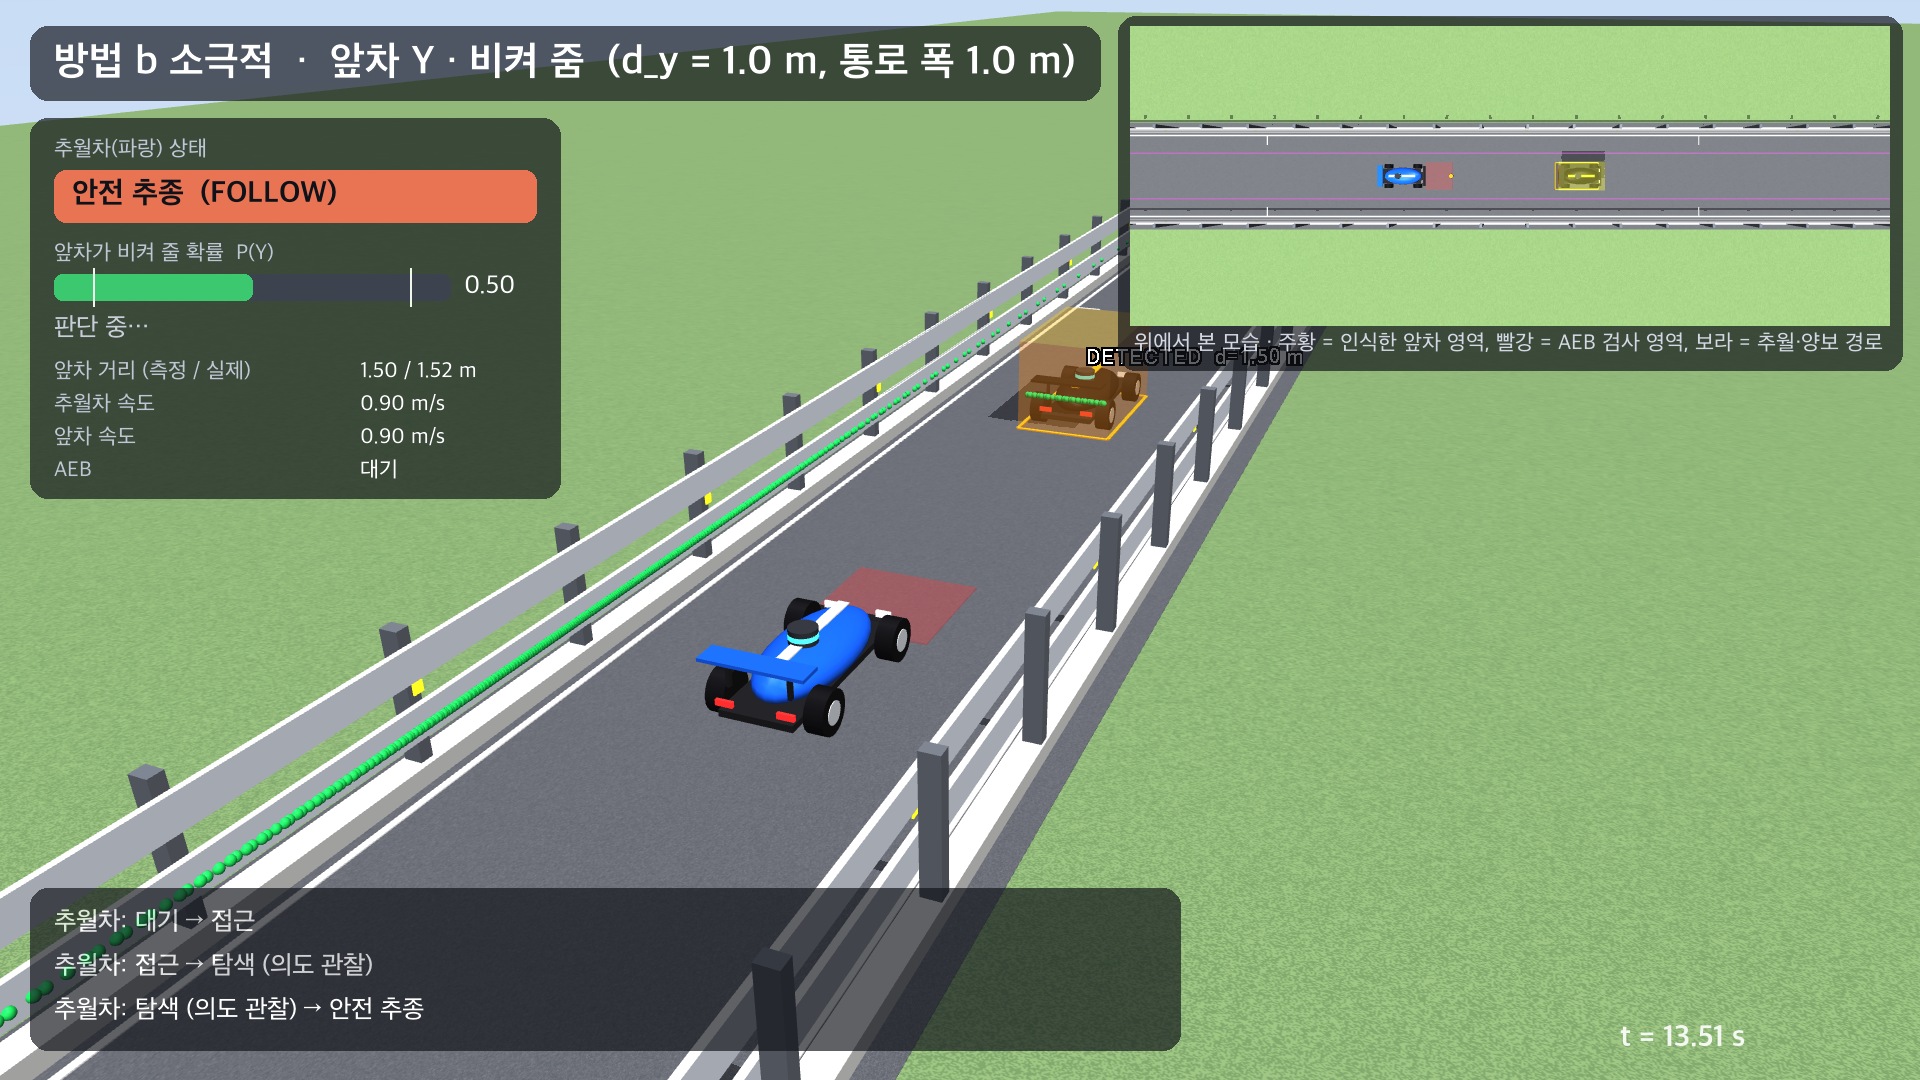 방법 b 소극적 · 앞차 Y · 비켜 줌 (d_y = 1.0 m, 통로 폭 1.0 m)
추월차(파랑) 상태
안전 추종 (FOLLOW)
앞차가 비켜 줄 확률 P(Y)
0.50
판단 중···
앞차 거리 (측정 / 실제) 1.50 / 1.52 m
추월차 속도 0.90 m/s
앞차 속도 0.90 m/s
AEB 대기
위에서 본 모습 · 주황 = 인식한 앞차 영역, 빨강 = AEB 검사 영역, 보라 = 추월·양보 경로
DETECTED d=1.50 m
추월차: 대기 → 접근
추월차: 접근 → 탐색 (의도 관찰)
추월차: 탐색 (의도 관찰) → 안전 추종
t = 13.51 s